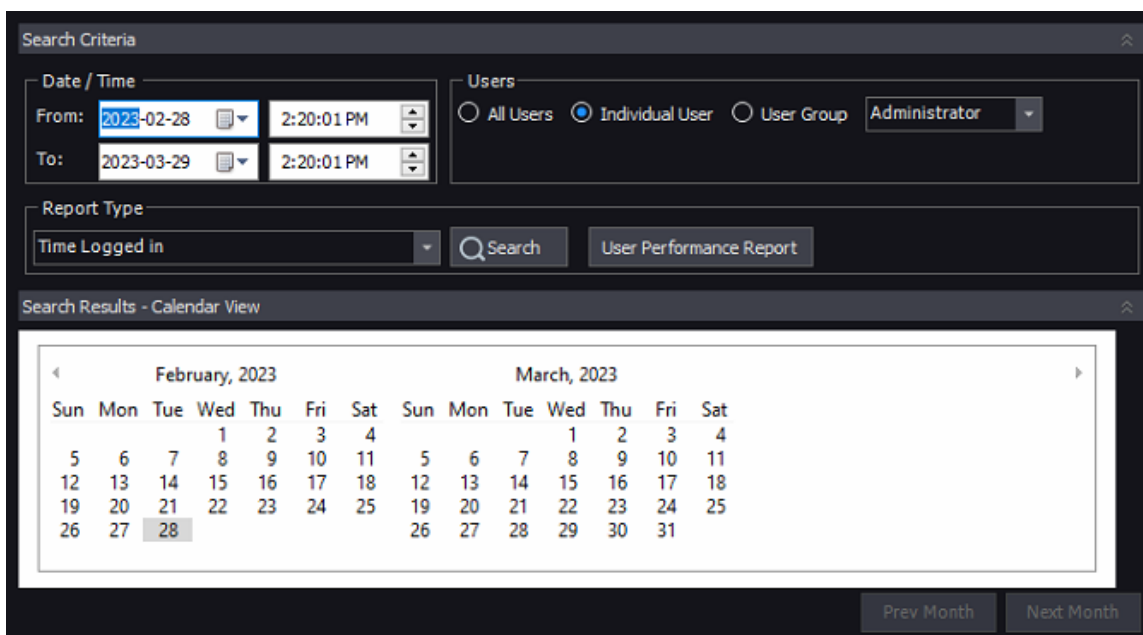 Search Criteria
Date / Time
From: 2023-02-28 2:20:01 PM
To: 2023-03-29 2:20:01 PM
Users
All Users Individual User User Group Administrator
Report Type
Time Logged in Search User Performance Report
Search Results - Calendar View
February, 2023 March, 2023
Sun Mon Tue Wed Thu Fri Sat Sun Mon Tue Wed Thu Fri Sat
1 2 3 4 1 2 3 4
5 6 7 8 9 10 11 5 6 7 8 9 10 11
12 13 14 15 16 17 18 12 13 14 15 16 17 18
19 20 21 22 23 24 25 19 20 21 22 23 24 25
26 27 28 26 27 28 29 30 31
Prev Month Next Month